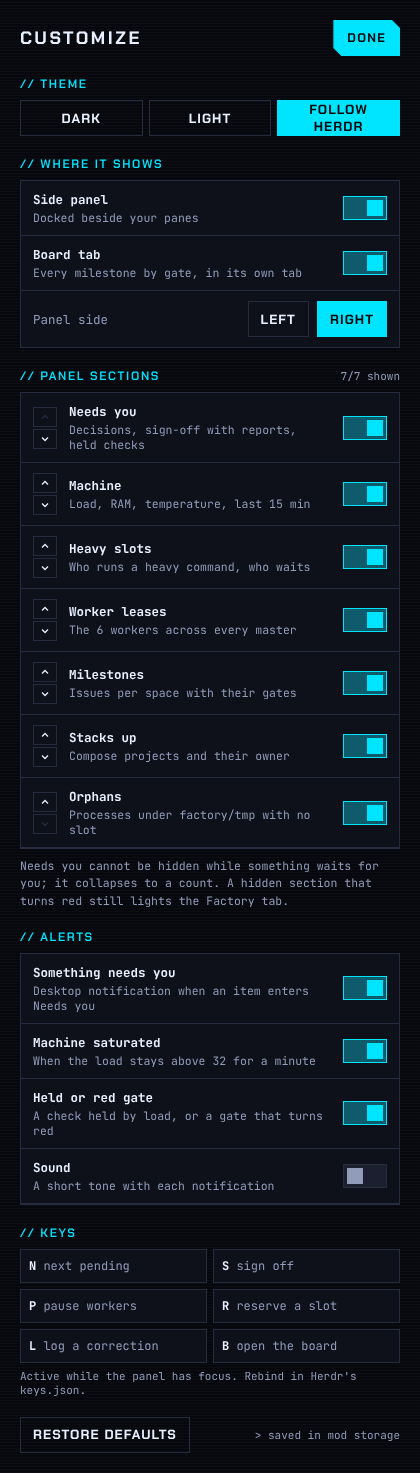 CUSTOMIZE
DONE
// THEME
DARK
LIGHT
FOLLOW
HERDR
// WHERE IT SHOWS
Side panel
Docked beside your panes
Board tab
Every milestone by gate, in its own tab
Panel side
LEFT
RIGHT
// PANEL SECTIONS
7/7 shown
Needs you
Decisions, sign-off with reports,
held checks
Machine
Load, RAM, temperature, last 15 min
Heavy slots
Who runs a heavy command, who waits
Worker leases
The 6 workers across every master
Milestones
Issues per space with their gates
Stacks up
Compose projects and their owner
Orphans
Processes under factory/tmp with no
slot
Needs you cannot be hidden while something waits for
you; it collapses to a count. A hidden section that
turns red still lights the Factory tab.
// ALERTS
Something needs you
Desktop notification when an item enters
Needs you
Machine saturated
When the load stays above 32 for a minute
Held or red gate
A check held by load, or a gate that turns
red
Sound
A short tone with each notification
// KEYS
N next pending
S sign off
P pause workers
R reserve a slot
L log a correction
B open the board
Active while the panel has focus. Rebind in Herdr's
keys.json.
RESTORE DEFAULTS
> saved in mod storage